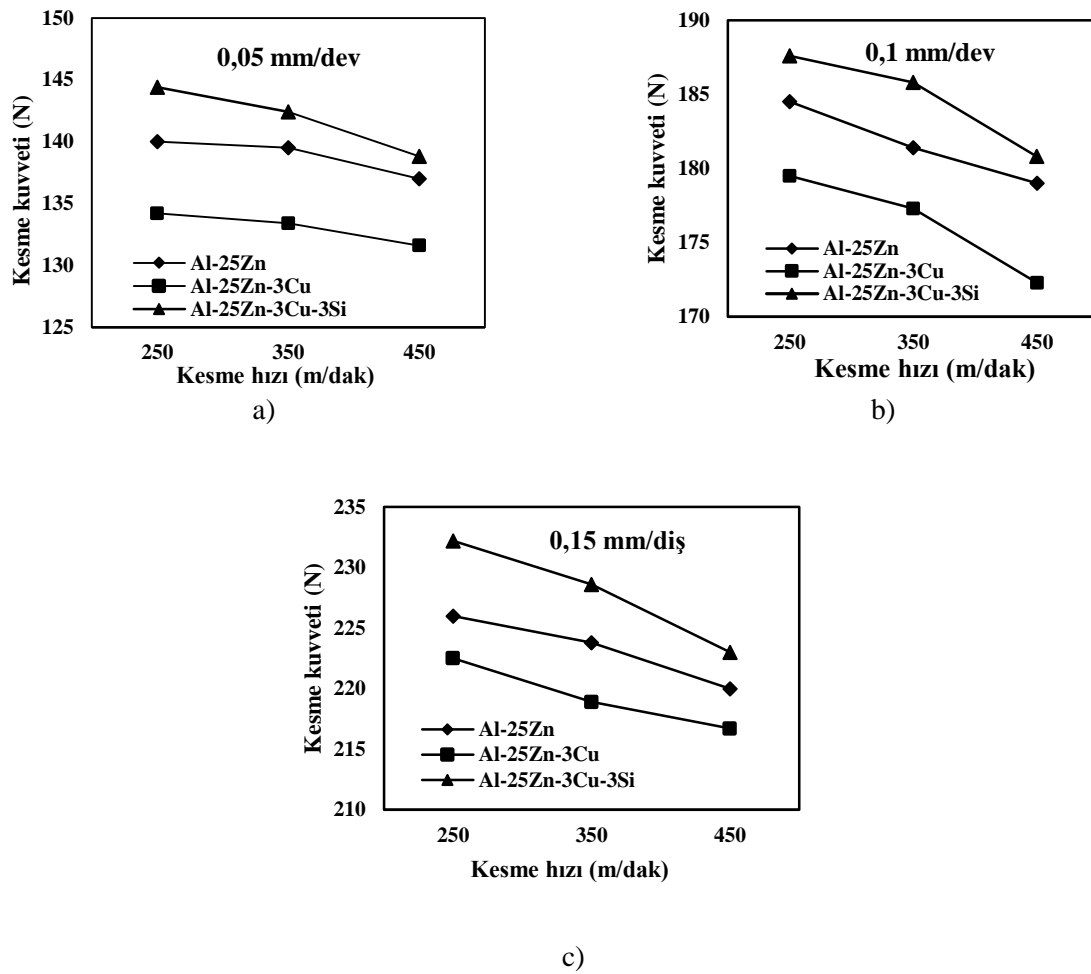 150
145
140
135
130
125
Kesme kuvveti (N)
0,05 mm/dev
Al-25Zn
Al-25Zn-3Cu
Al-25Zn-3Cu-3Si
250 350 450
Kesme hızı (m/dak)
a)
190
185
180
175
170
Kesme kuvveti (N)
0,1 mm/dev
Al-25Zn
Al-25Zn-3Cu
Al-25Zn-3Cu-3Si
250 350 450
Kesme hızı (m/dak)
b)
235
230
225
220
215
210
Kesme kuvveti (N)
0,15 mm/diş
Al-25Zn
Al-25Zn-3Cu
Al-25Zn-3Cu-3Si
250 350 450
Kesme hızı (m/dak)
c)